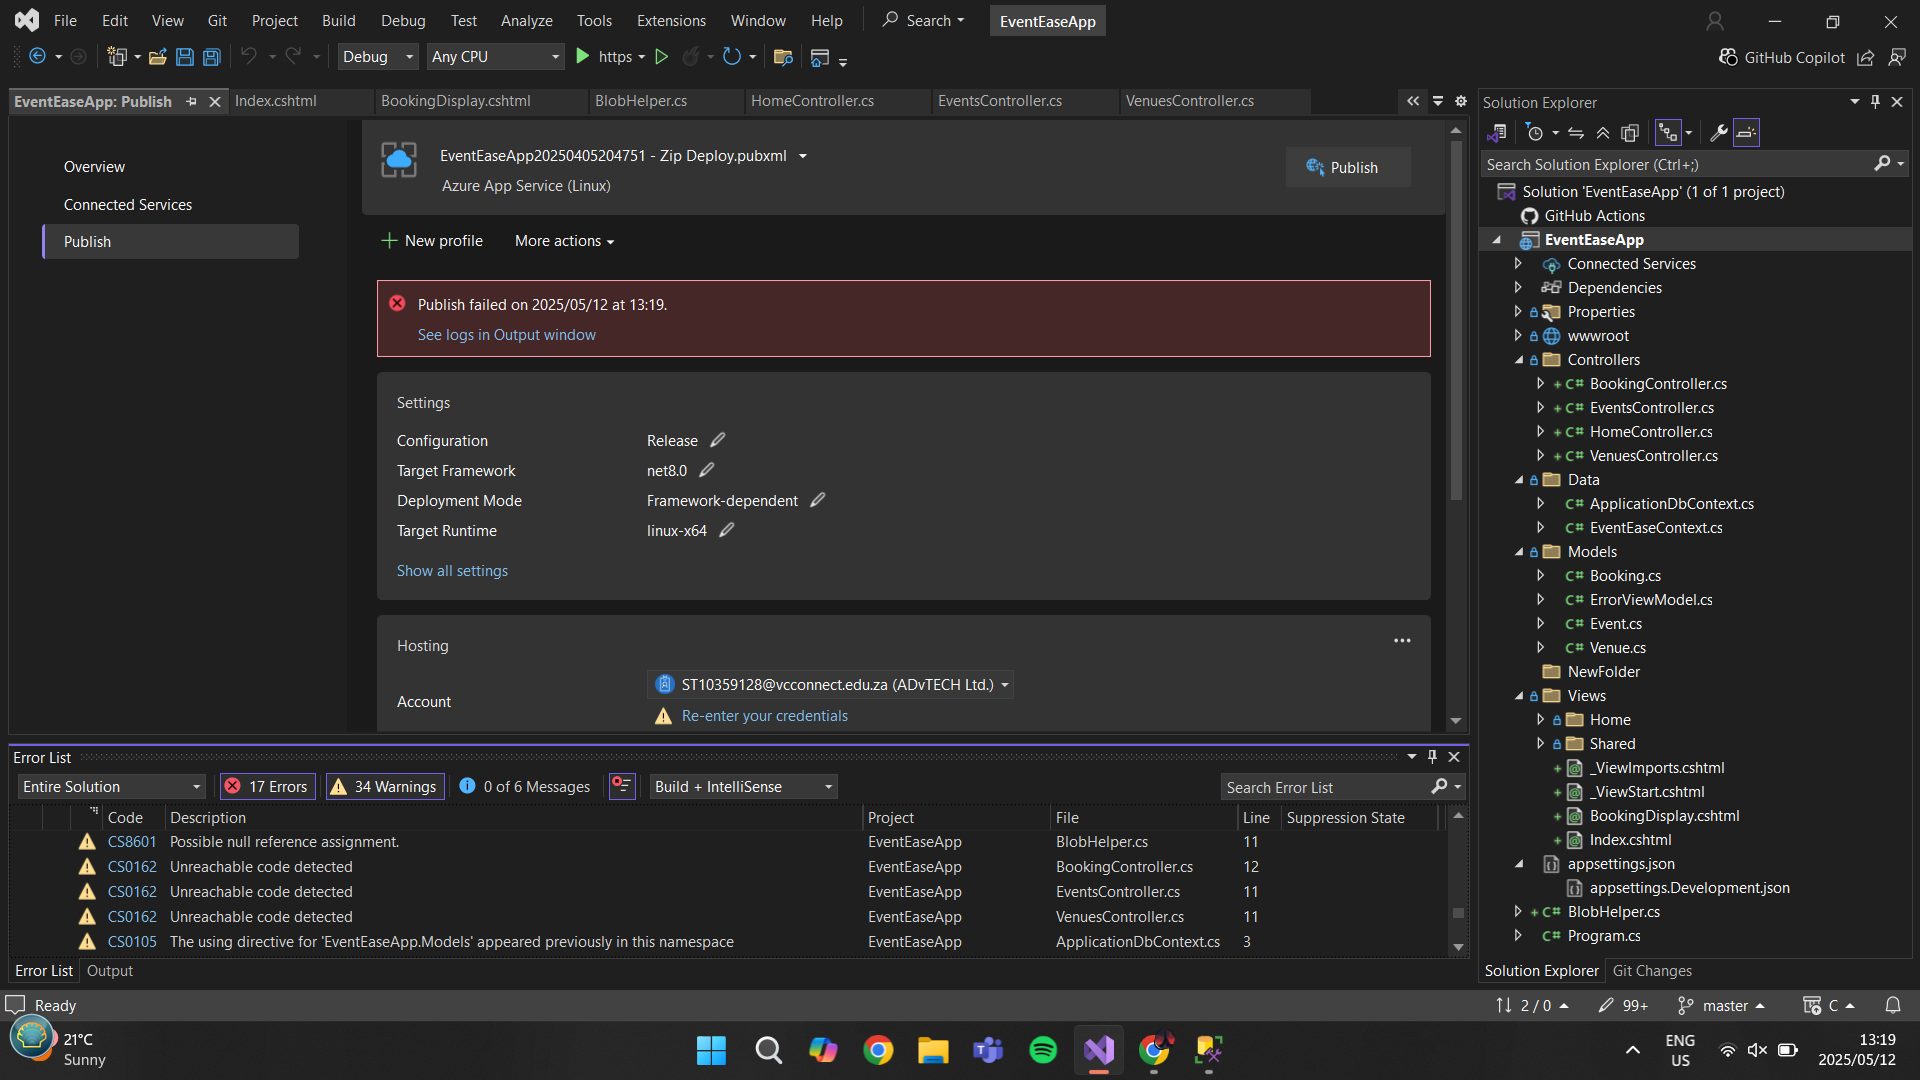 File Edit View Git Project Build Debug Test Analyze Tools Extensions Window Help Search EventEaseApp
Debug Any CPU https GitHub Copilot
EventEaseApp: Publish Index.cshtml BookingDisplay.cshtml BlobHelper.cs HomeController.cs EventsController.cs VenuesController.cs
Overview
Connected Services
Publish
EventEaseApp20250405204751 - Zip Deploy.pubxml
Azure App Service (Linux)
Publish
New profile More actions
Publish failed on 2025/05/12 at 13:19.
See logs in Output window
Settings
Configuration Release
Target Framework net8.0
Deployment Mode Framework-dependent
Target Runtime linux-x64
Show all settings
Hosting
Account ST10359128@vcconnect.edu.za (ADvTECH Ltd.)
Re-enter your credentials
Error List
Entire Solution 17 Errors 34 Warnings 0 of 6 Messages Build + IntelliSense Search Error List
Code Description Project File Line Suppression State
CS8601 Possible null reference assignment. EventEaseApp BlobHelper.cs 11
CS0162 Unreachable code detected EventEaseApp BookingController.cs 12
CS0162 Unreachable code detected EventEaseApp EventsController.cs 11
CS0162 Unreachable code detected EventEaseApp VenuesController.cs 11
CS0105 The using directive for 'EventEaseApp.Models' appeared previously in this namespace EventEaseApp ApplicationDbContext.cs 3
Error List Output
Solution Explorer
Search Solution Explorer (Ctrl+;)
Solution 'EventEaseApp' (1 of 1 project)
GitHub Actions
EventEaseApp
Connected Services
Dependencies
Properties
wwwroot
Controllers
C# BookingController.cs
C# EventsController.cs
C# HomeController.cs
C# VenuesController.cs
Data
C# ApplicationDbContext.cs
C# EventEaseContext.cs
Models
C# Booking.cs
C# ErrorViewModel.cs
C# Event.cs
C# Venue.cs
NewFolder
Views
Home
Shared
_ViewImports.cshtml
_ViewStart.cshtml
BookingDisplay.cshtml
Index.cshtml
appsettings.json
appsettings.Development.json
C# BlobHelper.cs
C# Program.cs
Solution Explorer Git Changes
Ready 2 / 0 99+ master C
21°C
Sunny
ENG
US
13:19
2025/05/12